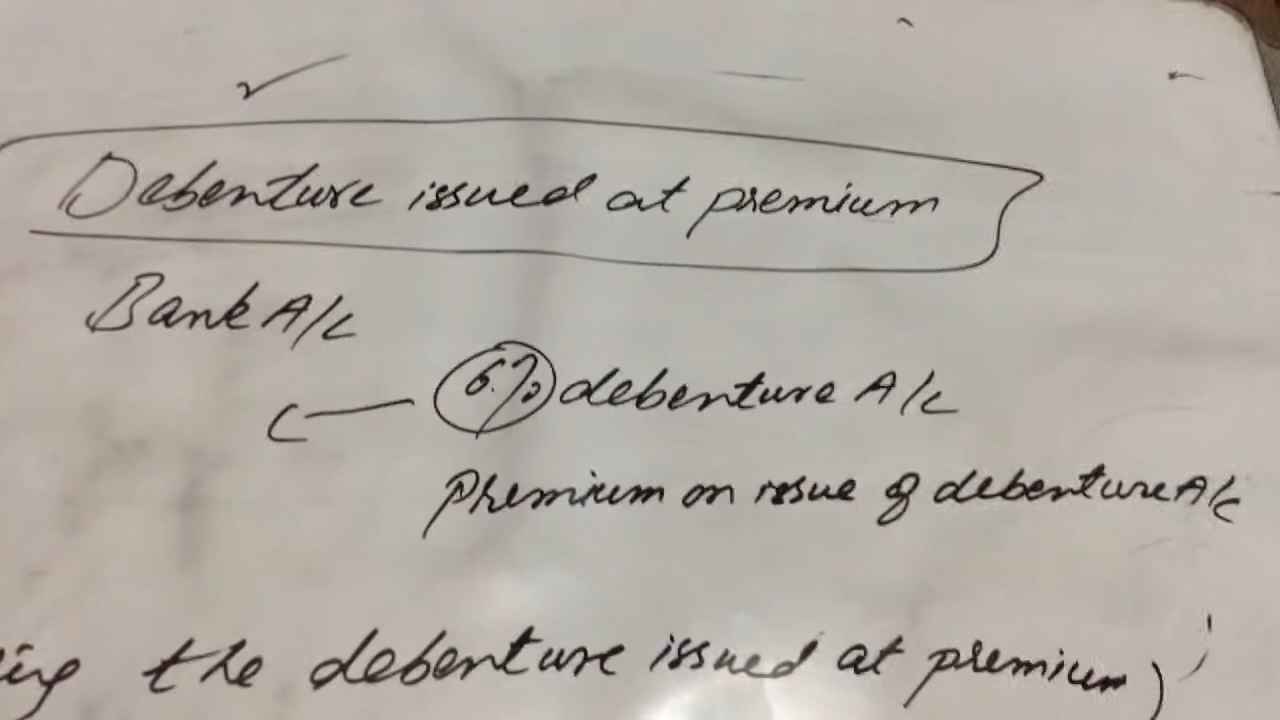 Debenture issued at premium
Bank A/c
6% debenture A/c
Premium on issue of debenture A/c
the debenture issued at premium)